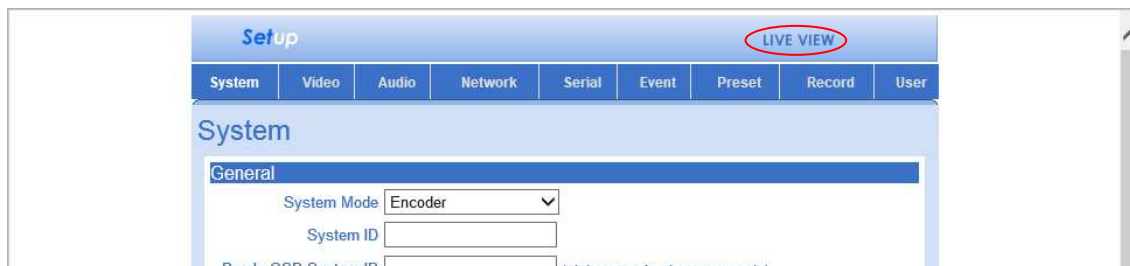 Setup
LIVE VIEW
System Video Audio Network Serial Event Preset Record User
System
General
System Mode Encoder
System ID